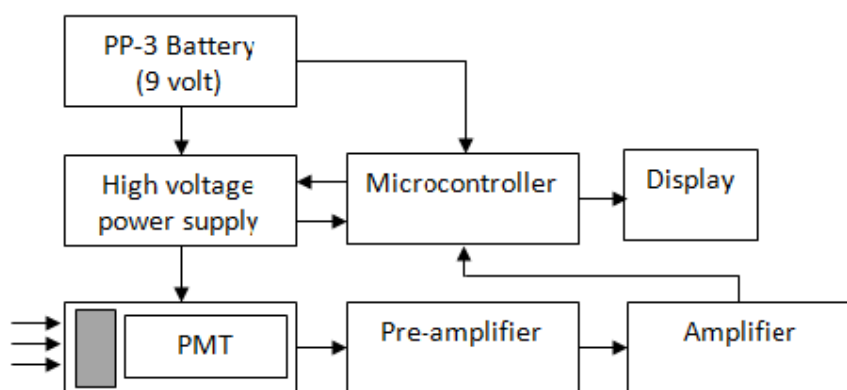 PP-3 Battery
(9 volt)
High voltage
power supply
Microcontroller
Display
PMT
Pre-amplifier
Amplifier